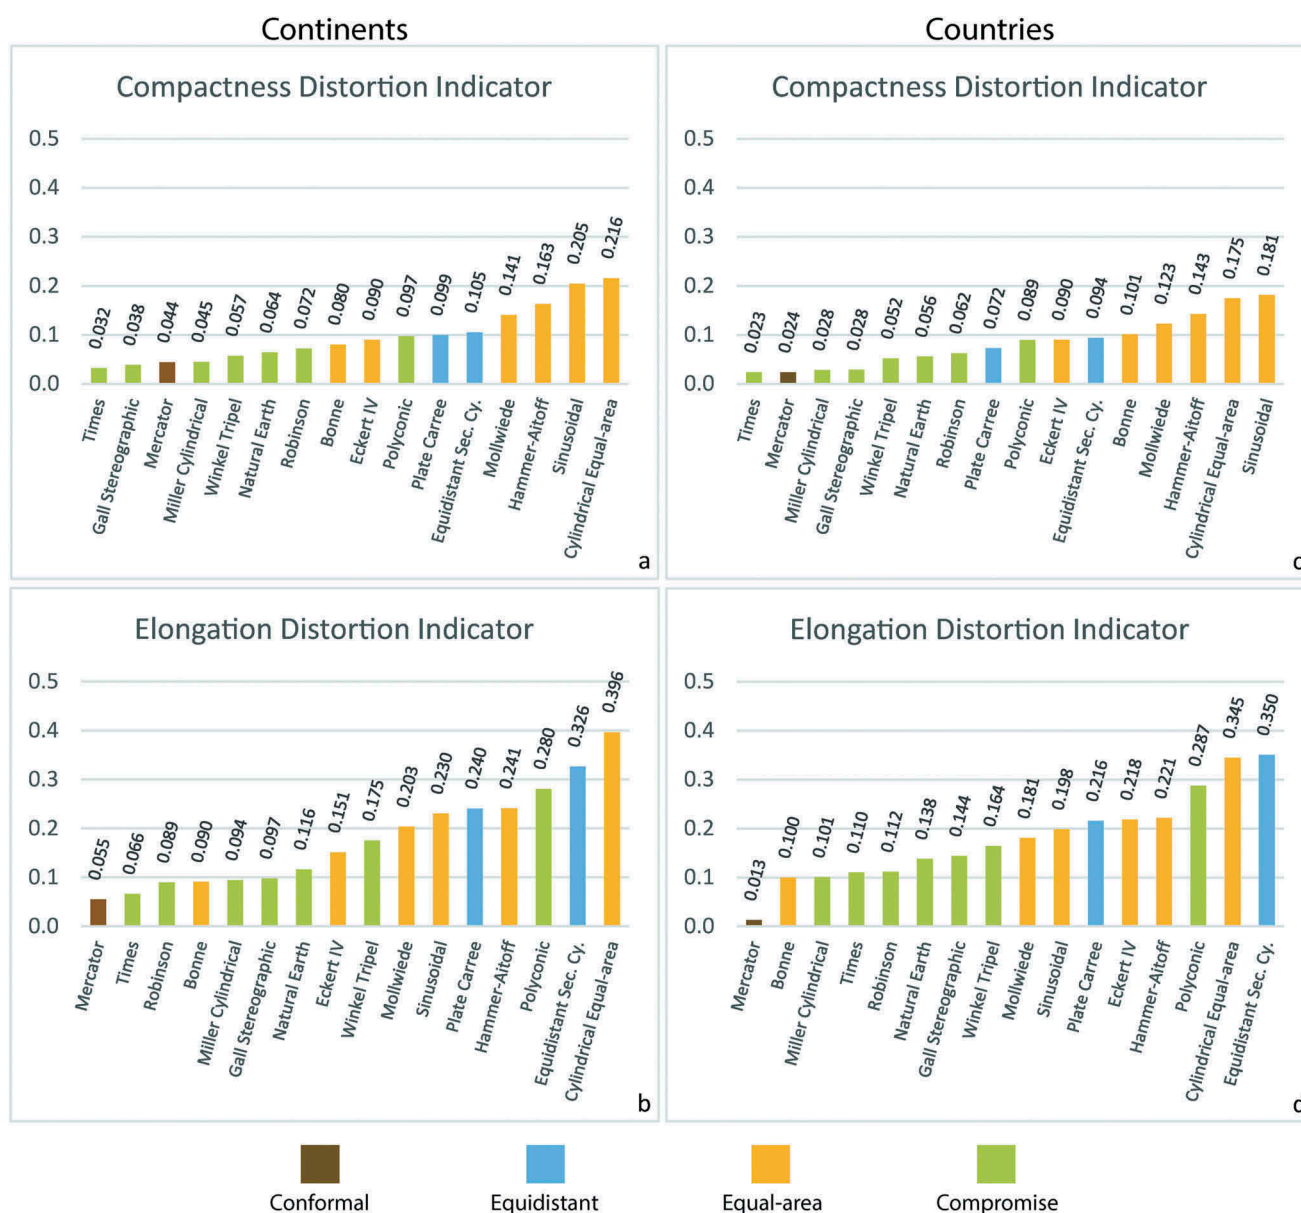 Continents
Compactness Distortion Indicator
0.5
0.4
0.3
0.2
0.1
0.0
0.032
0.038
0.044
0.045
0.057
0.064
0.072
0.080
0.090
0.097
0.099
0.105
0.141
0.163
0.205
0.216
Times
Gall Stereographic
Mercator
Miller Cylindrical
Winkel Tripel
Natural Earth
Robinson
Bonne
Eckert IV
Polyconic
Plate Carree
Equidistant Sec. Cy.
Mollwiede
Hammer-Aitoff
Sinusoidal
Cylindrical Equal-area
a
Countries
Compactness Distortion Indicator
0.5
0.4
0.3
0.2
0.1
0.0
0.023
0.024
0.028
0.028
0.052
0.056
0.062
0.072
0.089
0.090
0.094
0.101
0.123
0.143
0.175
0.181
Times
Mercator
Miller Cylindrical
Gall Stereographic
Winkel Tripel
Natural Earth
Robinson
Plate Carree
Polyconic
Eckert IV
Equidistant Sec. Cy.
Bonne
Mollwiede
Hammer-Aitoff
Cylindrical Equal-area
Sinusoidal
c
Elongation Distortion Indicator
0.5
0.4
0.3
0.2
0.1
0.0
0.055
0.066
0.089
0.090
0.094
0.097
0.116
0.151
0.175
0.203
0.230
0.240
0.241
0.280
0.326
0.396
Mercator
Times
Robinson
Bonne
Miller Cylindrical
Gall Stereographic
Natural Earth
Eckert IV
Winkel Tripel
Mollwiede
Sinusoidal
Plate Carree
Hammer-Aitoff
Polyconic
Equidistant Sec. Cy.
Cylindrical Equal-area
b
Elongation Distortion Indicator
0.5
0.4
0.3
0.2
0.1
0.0
0.013
0.100
0.101
0.110
0.112
0.138
0.144
0.164
0.181
0.198
0.216
0.218
0.221
0.287
0.345
0.350
Mercator
Bonne
Miller Cylindrical
Times
Robinson
Natural Earth
Gall Stereographic
Winkel Tripel
Mollwiede
Sinusoidal
Plate Carree
Eckert IV
Hammer-Aitoff
Polyconic
Cylindrical Equal-area
Equidistant Sec. Cy.
d
Conformal
Equidistant
Equal-area
Compromise